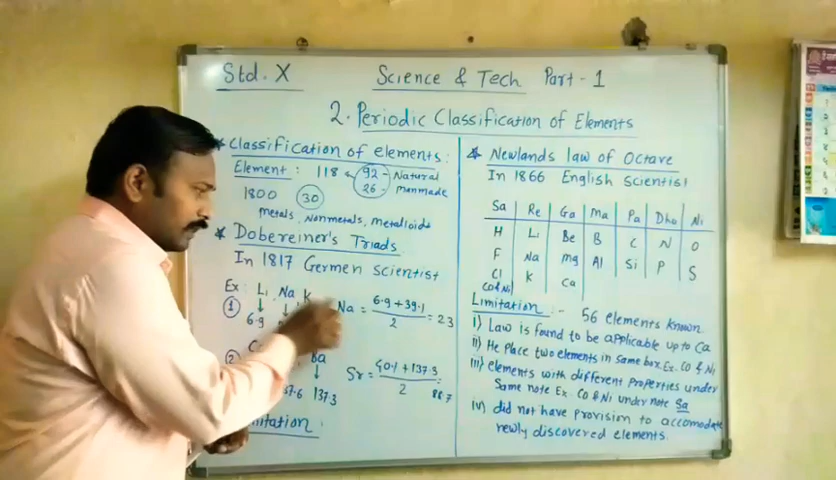 Std. X
Science & Tech Part - 1
2. Periodic Classification of Elements
* Classification of elements:
Element : 118 92 Natural
26 manmade
1800 30
metals, Nonmetals, metalloids
* Dobereiner's Triads
In 1817 Germen scientist
Ex: Li Na K
① 6.9
Na = 6.9 + 39.1 / 2 = 23
② Ba
137.3
Sr = 40.1 + 137.3 / 2 = 88.7
* Newlands law of Octave
In 1866 English scientist
Sa Re Ga Ma Pa Dha Ni
H Li Be B C N O
F Na Mg Al Si P S
Cl K Ca
CO & Ni
Limitation :- 56 elements known
i) Law is found to be applicable up to Ca
ii) He place two elements in same box. Ex. CO & Ni
iii) elements with different Properties under
Same note Ex. CO & Ni under note Sa
iv) did not have provision to accomodate
newly discovered elements.